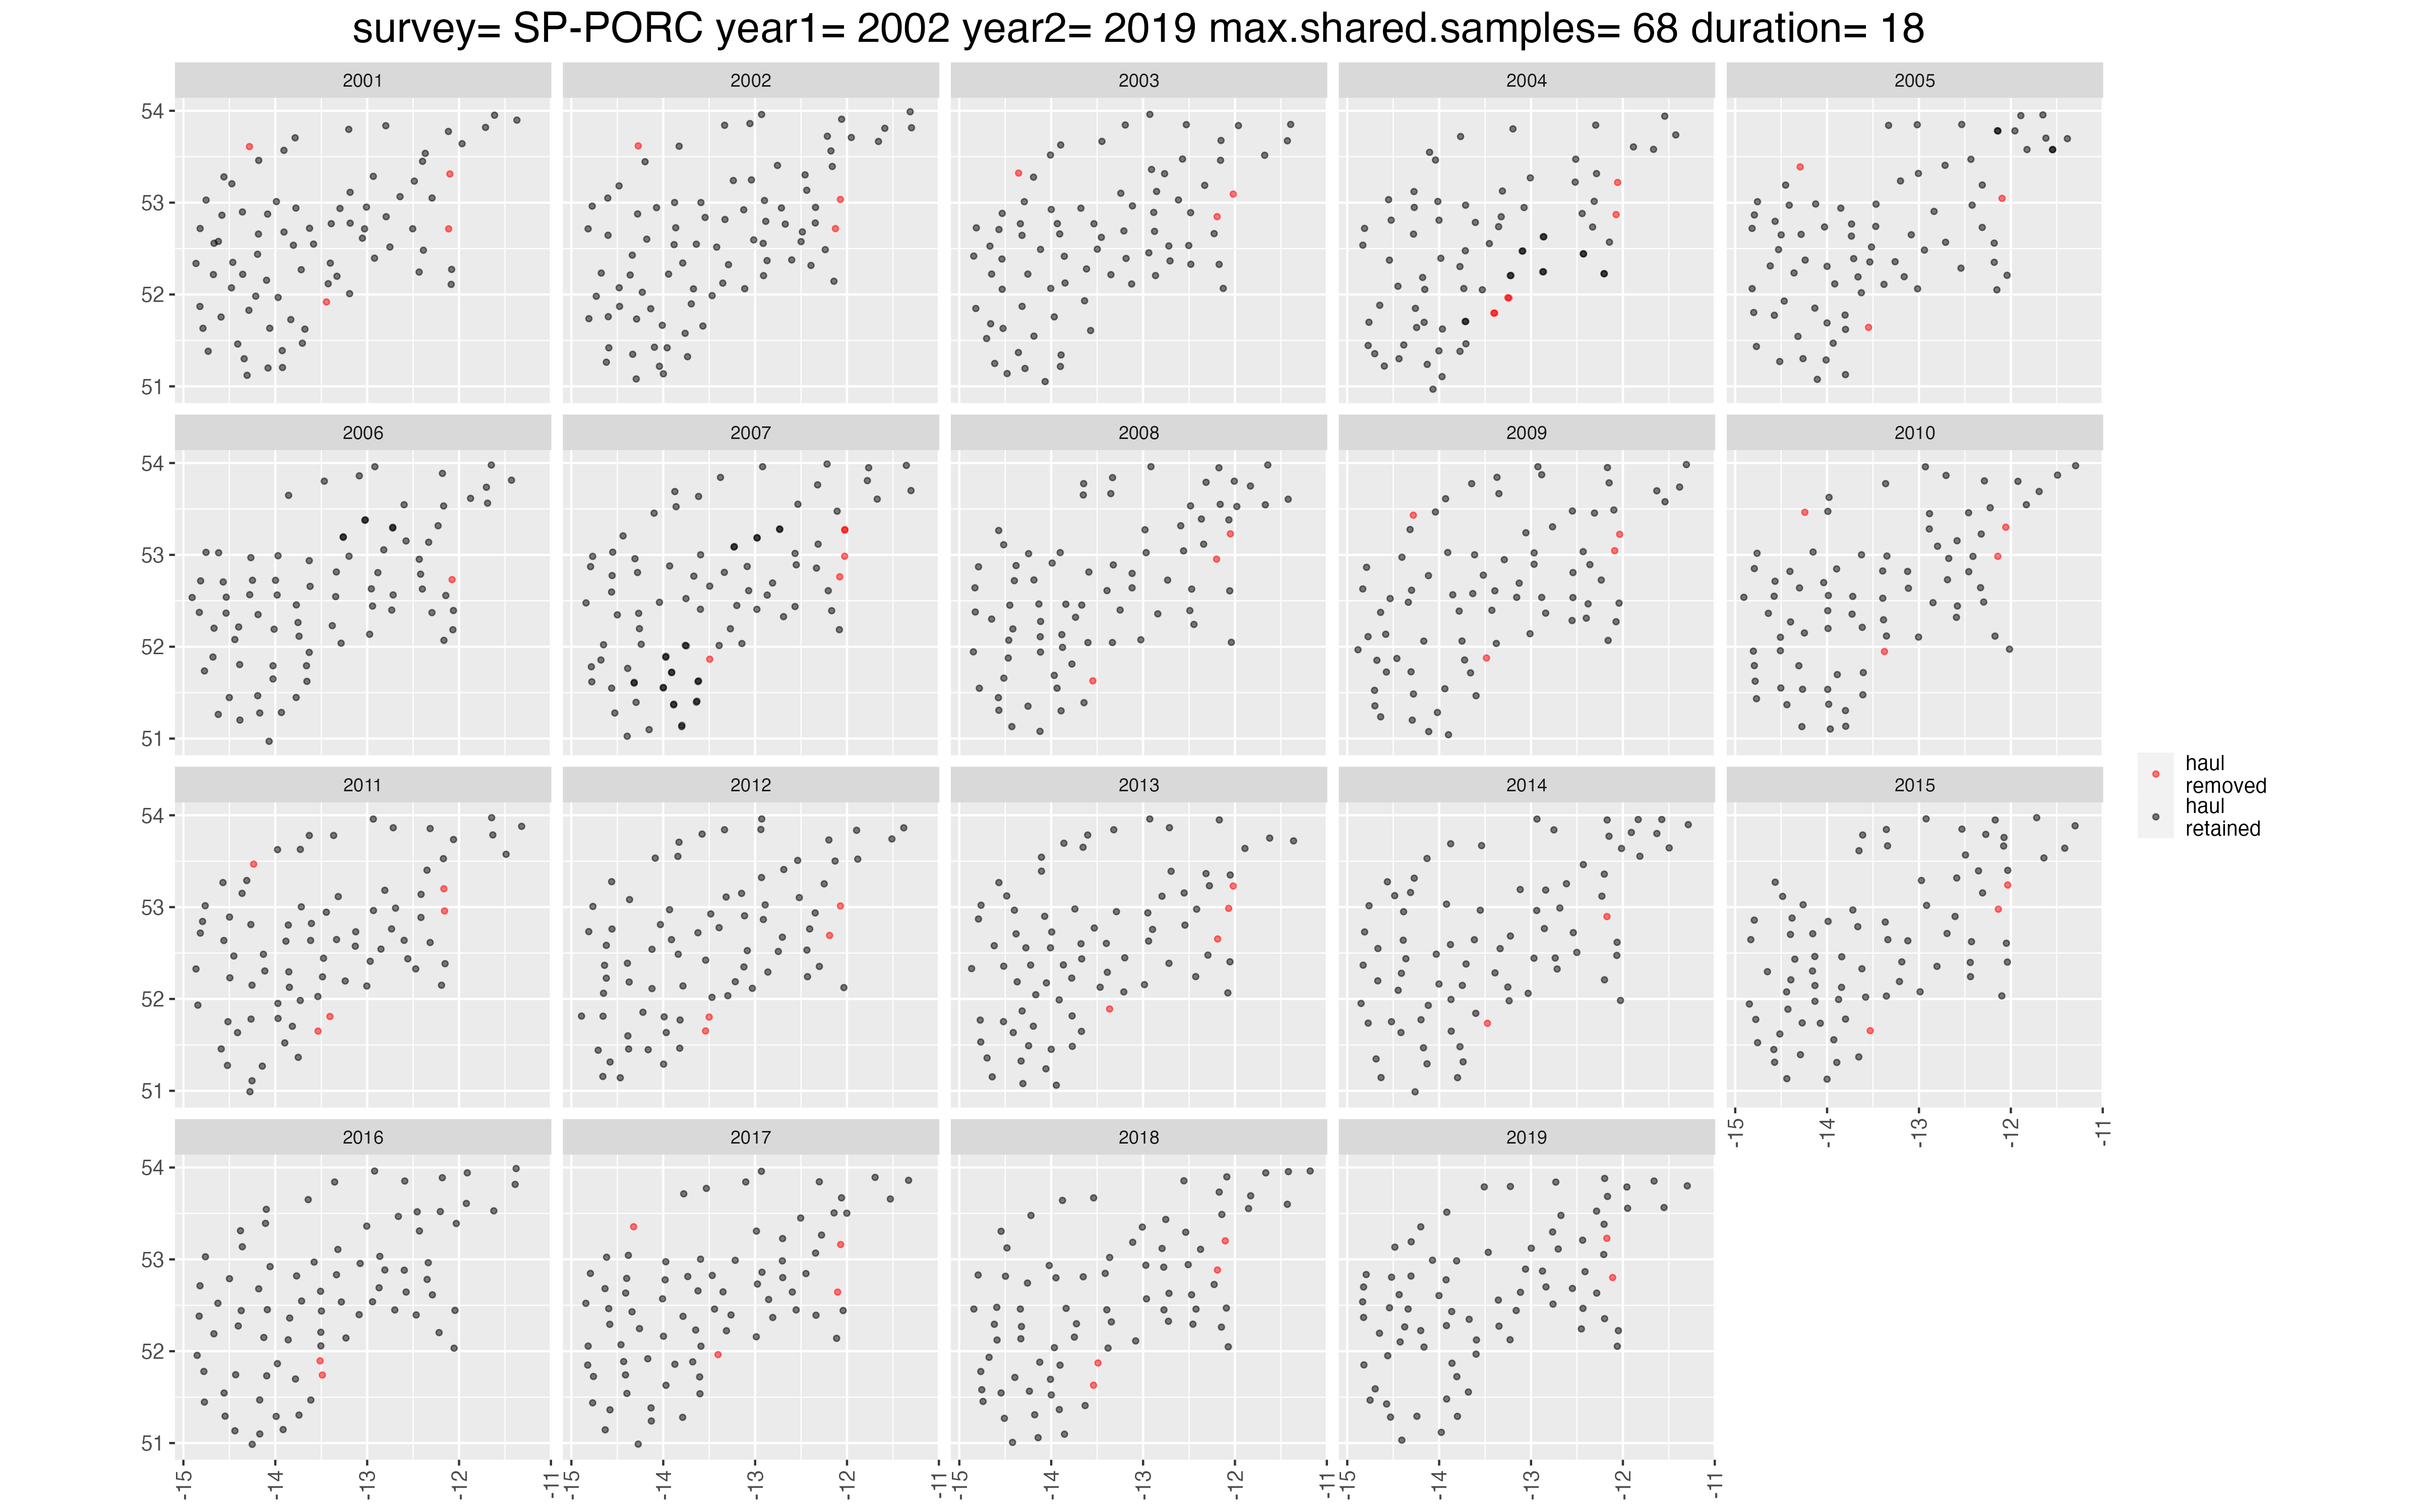 survey= SP-PORC year1= 2002 year2= 2019 max.shared.samples= 68 duration= 18
2001 2002 2003 2004 2005
54
53
52
51
2006 2007 2008 2009 2010
54
53
52
51
haul
removed
haul
retained
2011 2012 2013 2014 2015
54
53
52
51
-15 -14 -13 -12 -11
2016 2017 2018 2019
54
53
52
51
-15 -14 -13 -12 -11 -15 -14 -13 -12 -11 -15 -14 -13 -12 -11 -15 -14 -13 -12 -11